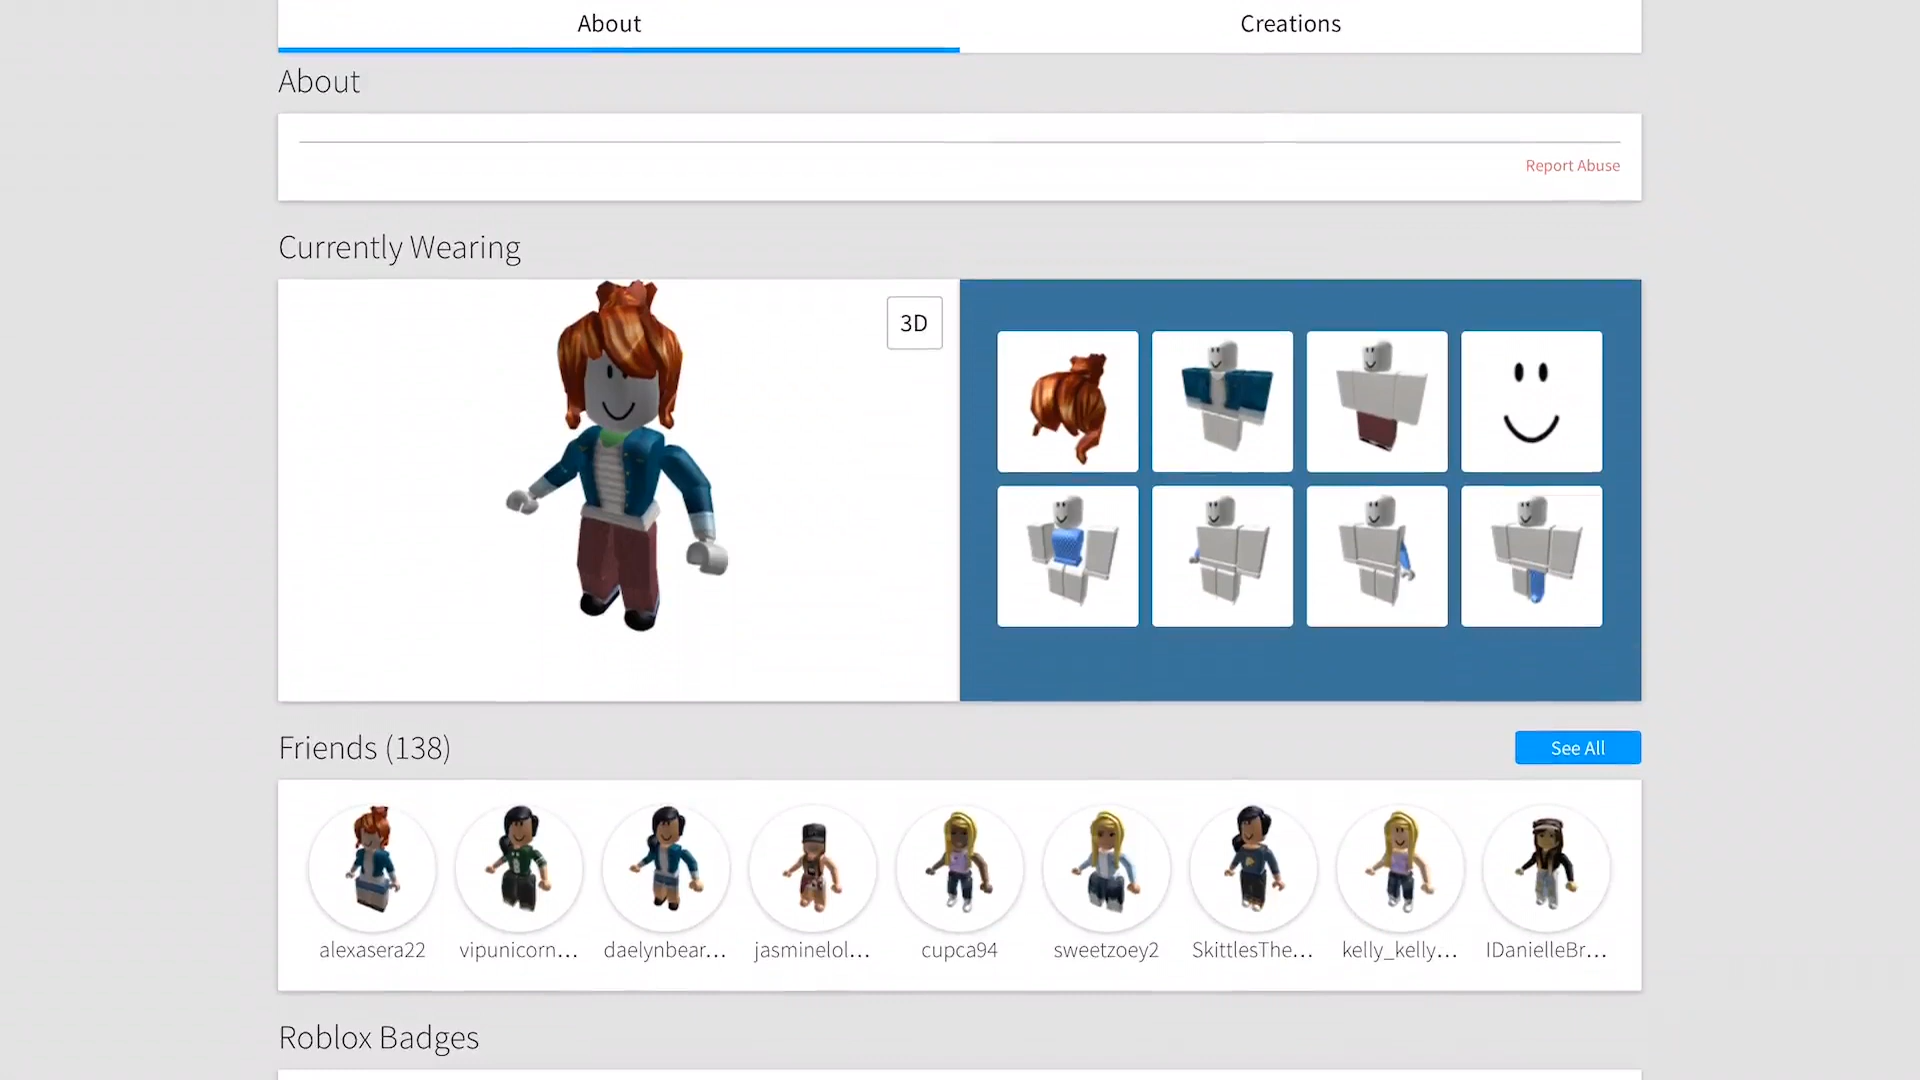 About
Creations
About
Report Abuse
Currently Wearing
3D
Friends (138)
See All
alexasera22
vipunicorn...
daelynbear...
jasminelol...
cupca94
sweetzoey2
SkittlesThe...
kelly_kelly...
IDanielleBr...
Roblox Badges